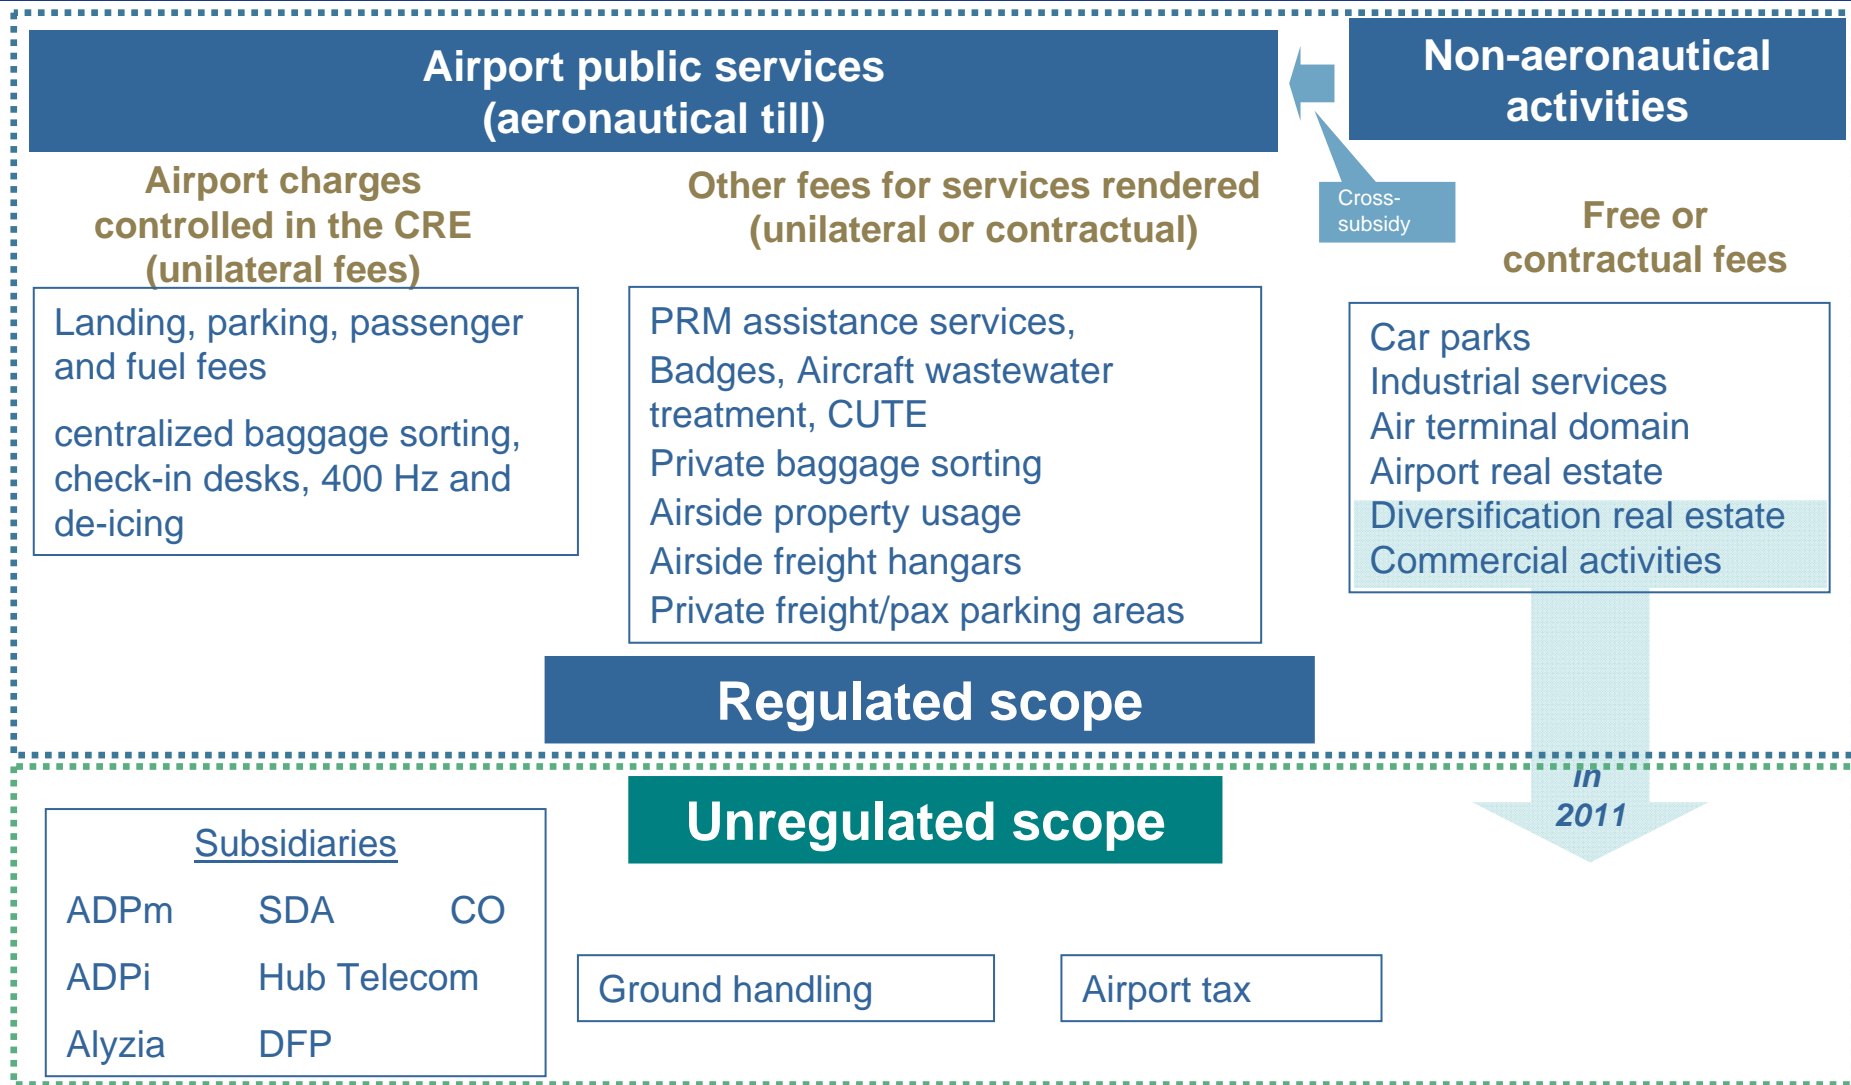 Airport public services
(aeronautical till)
Non-aeronautical
activities
Cross-
subsidy
Airport charges
controlled in the CRE
(unilateral fees)
Landing, parking, passenger
and fuel fees
centralized baggage sorting,
check-in desks, 400 Hz and
de-icing
Other fees for services rendered
(unilateral or contractual)
PRM assistance services,
Badges, Aircraft wastewater
treatment, CUTE
Private baggage sorting
Airside property usage
Airside freight hangars
Private freight/pax parking areas
Free or
contractual fees
Car parks
Industrial services
Air terminal domain
Airport real estate
Diversification real estate
Commercial activities
Regulated scope
in
2011
Unregulated scope
Subsidiaries
ADPm SDA CO
ADPi Hub Telecom
Alyzia DFP
Ground handling
Airport tax